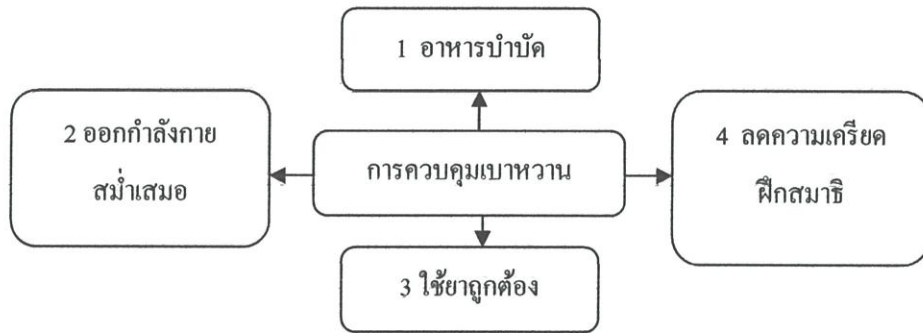 1 อาหารบำบัด
2 ออกกำลังกาย
สม่ำเสมอ
การควบคุมเบาหวาน
4 ลดความเครียด
ฝึกสมาธิ
3 ใช้ยาถูกต้อง